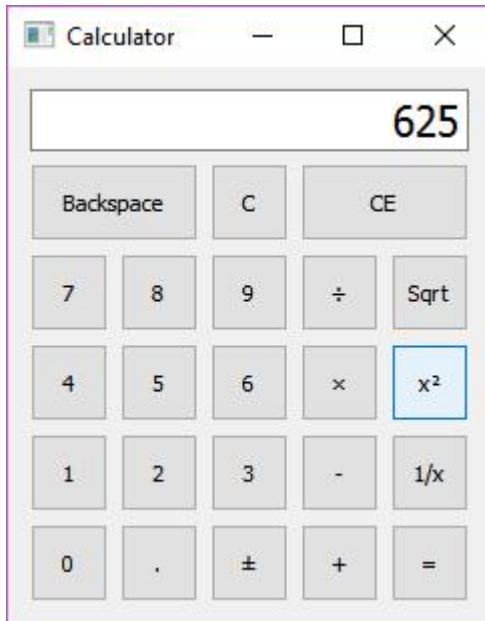 Calculator
625
Backspace C CE
7 8 9 ÷ Sqrt
4 5 6 × x²
1 2 3 - 1/x
0 . ± + =